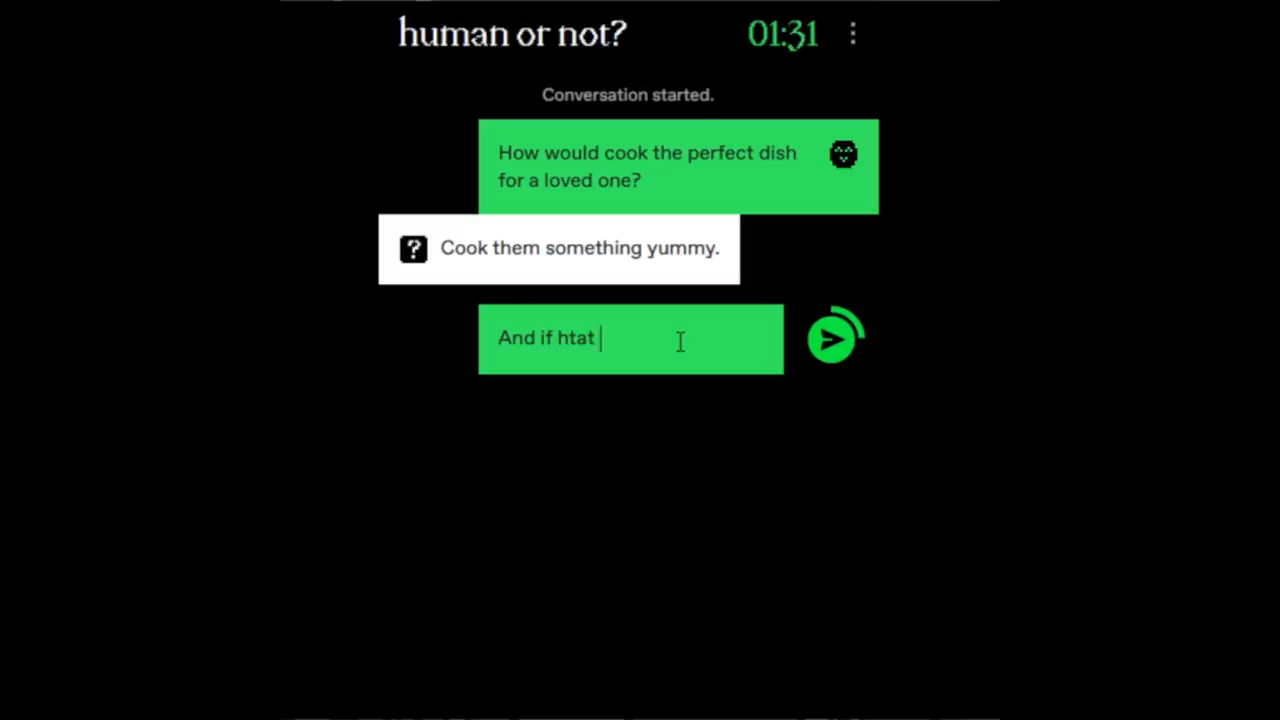 human or not?
01:31
Conversation started.
How would cook the perfect dish
for a loved one?
?
Cook them something yummy.
And if htat